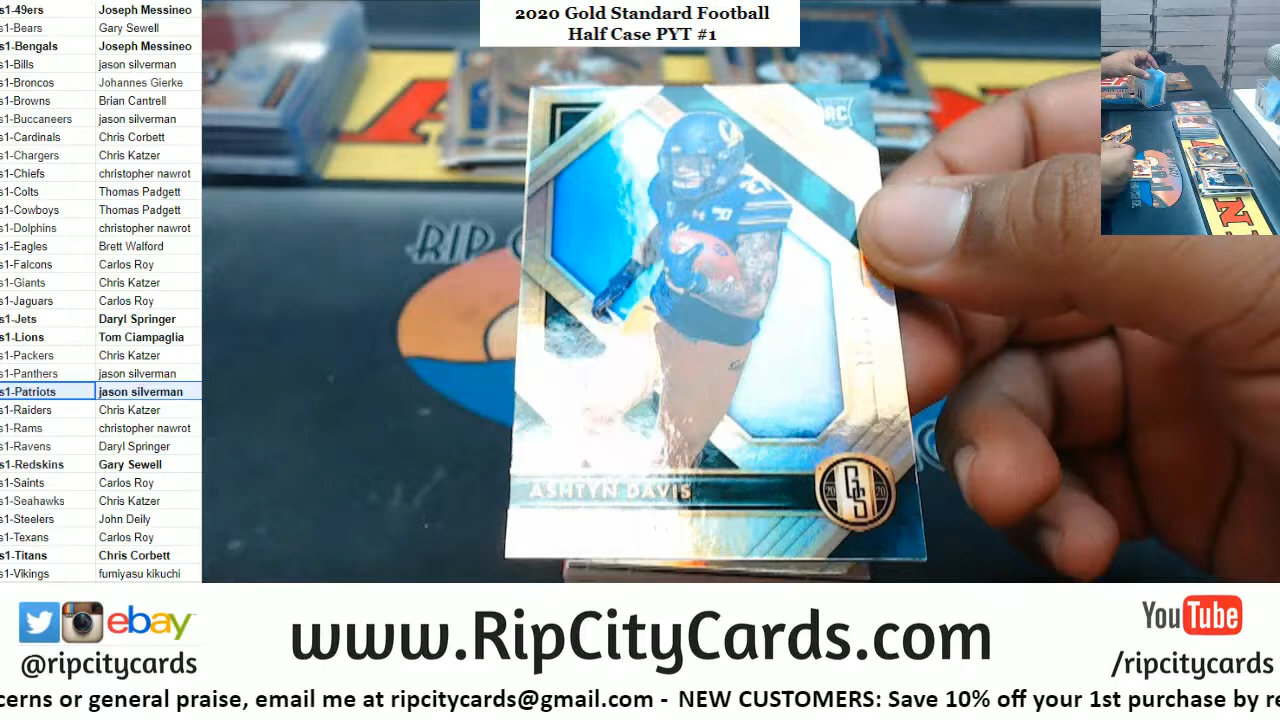 s1-49ers Joseph Messineo
s1-Bears Gary Sewell
s1-Bengals Joseph Messineo
s1-Bills jason silverman
s1-Broncos Johannes Gierke
s1-Browns Brian Cantrell
s1-Buccaneers jason silverman
s1-Cardinals Chris Corbett
s1-Chargers Chris Katzer
s1-Chiefs christopher nawrot
s1-Colts Thomas Padgett
s1-Cowboys Thomas Padgett
s1-Dolphins christopher nawrot
s1-Eagles Brett Walford
s1-Falcons Carlos Roy
s1-Giants Chris Katzer
s1-Jaguars Carlos Roy
s1-Jets Daryl Springer
s1-Lions Tom Ciampaglia
s1-Packers Chris Katzer
s1-Panthers jason silverman
s1-Patriots jason silverman
s1-Raiders Chris Katzer
s1-Rams christopher nawrot
s1-Ravens Daryl Springer
s1-Redskins Gary Sewell
s1-Saints Carlos Roy
s1-Seahawks Chris Katzer
s1-Steelers John Deily
s1-Texans Carlos Roy
s1-Titans Chris Corbett
s1-Vikings fumiyasu kikuchi
2020 Gold Standard Football
Half Case PYT #1
RC
RIP
ASHTYN DAVIS
20 GS 20
ebay
@ripcitycards
www.RipCityCards.com
YouTube
/ripcitycards
cerns or general praise, email me at ripcitycards@gmail.com - NEW CUSTOMERS: Save 10% off your 1st purchase by re